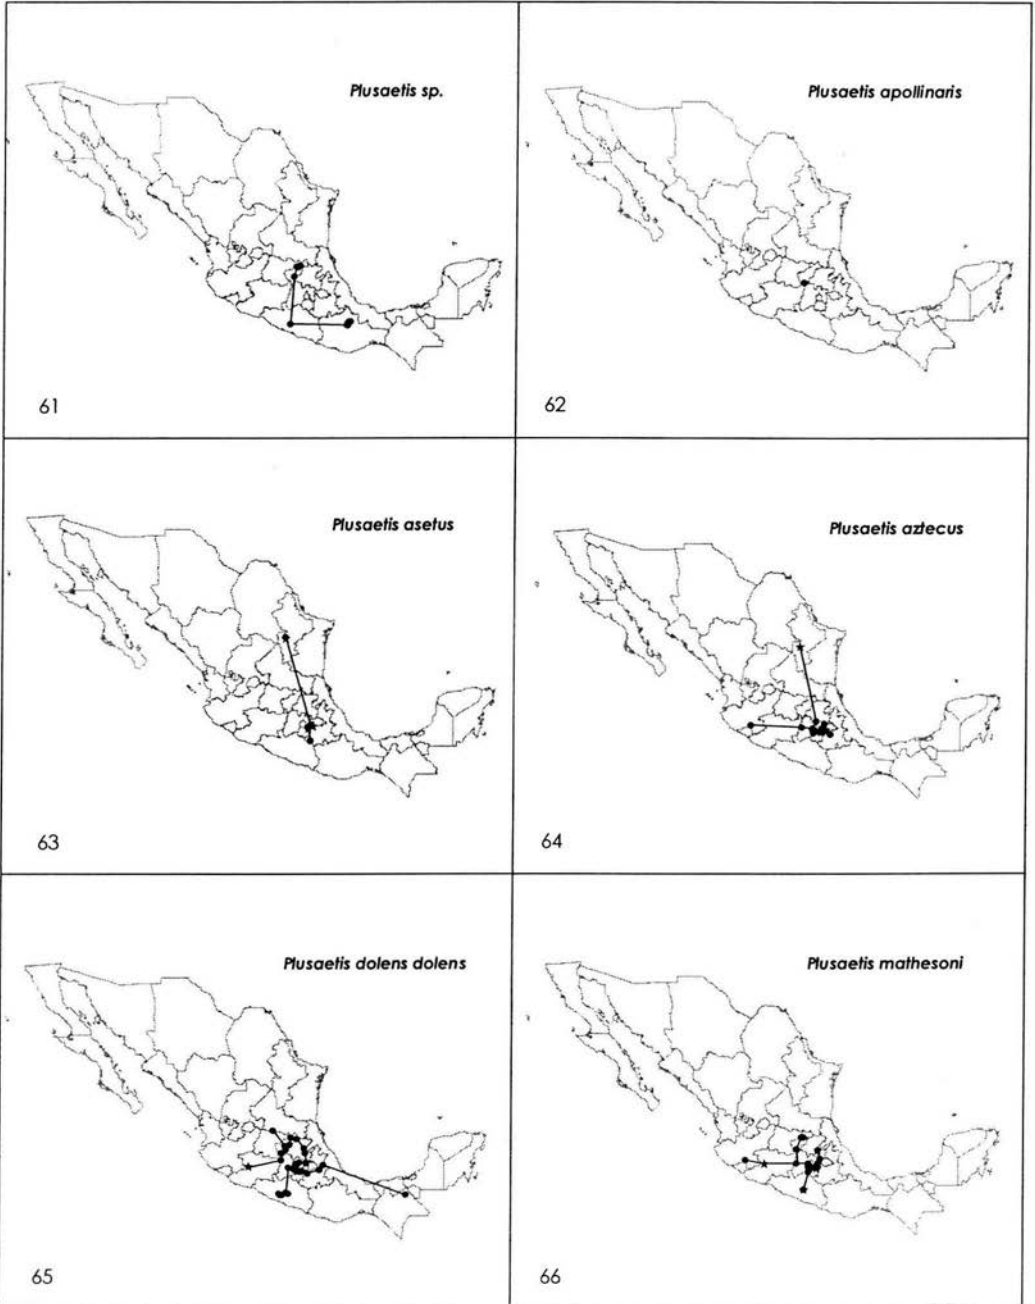 Plusaetis sp.
61
Plusaetis apollinaris
62
Plusaetis asetus
63
Plusaetis aztecus
64
Plusaetis dolens dolens
65
Plusaetis mathesoni
66